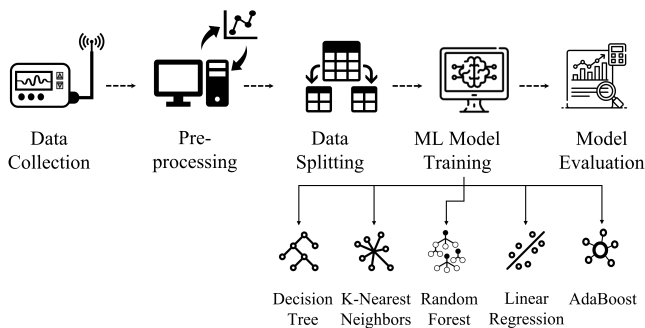 Data
Collection
Pre-
processing
Data
Splitting
ML Model
Training
Model
Evaluation
Decision
Tree
K-Nearest
Neighbors
Random
Forest
Linear
Regression
AdaBoost